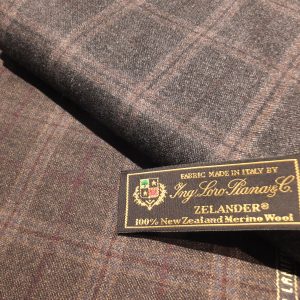 FABRIC MADE IN ITALY BY
Ing. Loro Piana & C.
ZELANDER®
100% New Zealand Merino Wool